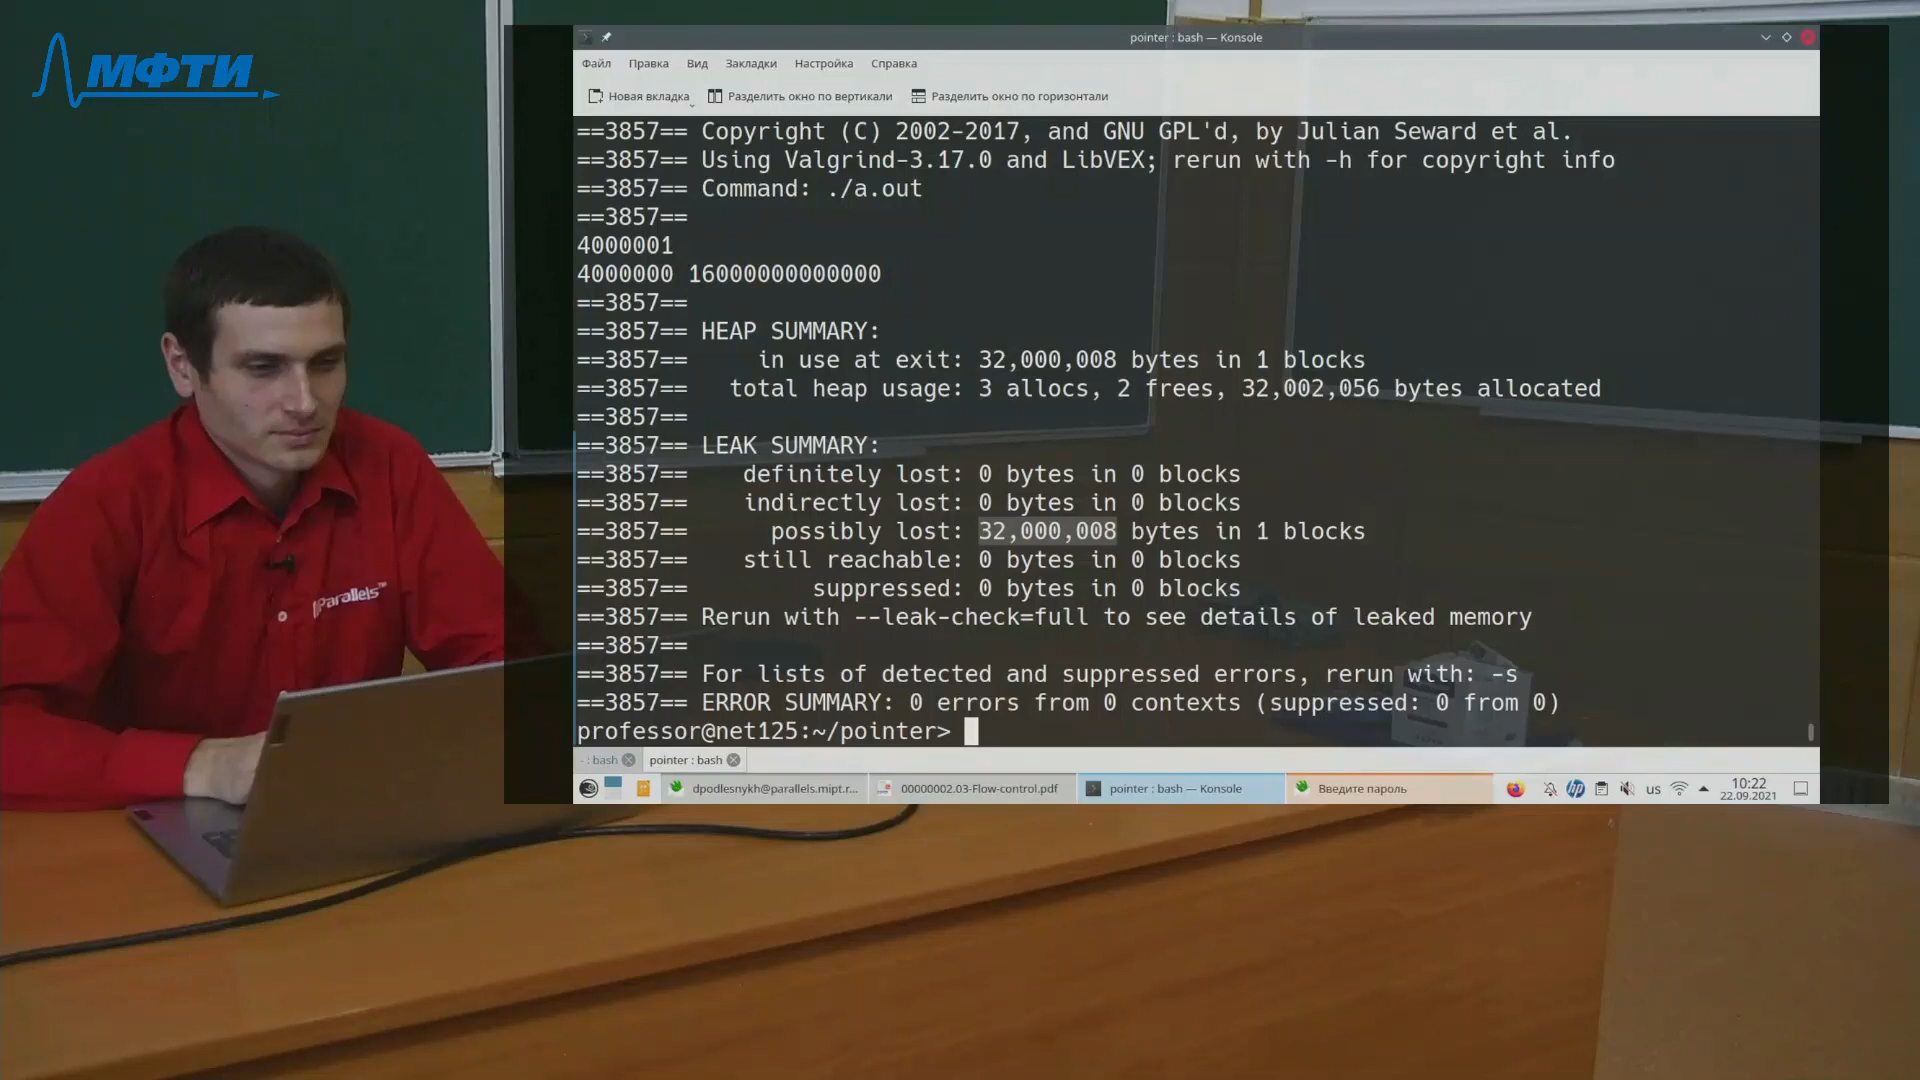 МФТИ
pointer : bash — Konsole
Файл Правка Вид Закладки Настройка Справка
Новая вкладка Разделить окно по вертикали Разделить окно по горизонтали
==3857== Copyright (C) 2002-2017, and GNU GPL'd, by Julian Seward et al.
==3857== Using Valgrind-3.17.0 and LibVEX; rerun with -h for copyright info
==3857== Command: ./a.out
==3857==
4000001
4000000 16000000000000
==3857==
==3857== HEAP SUMMARY:
==3857== in use at exit: 32,000,008 bytes in 1 blocks
==3857== total heap usage: 3 allocs, 2 frees, 32,002,056 bytes allocated
==3857==
==3857== LEAK SUMMARY:
==3857== definitely lost: 0 bytes in 0 blocks
==3857== indirectly lost: 0 bytes in 0 blocks
==3857== possibly lost: 32,000,008 bytes in 1 blocks
==3857== still reachable: 0 bytes in 0 blocks
==3857== suppressed: 0 bytes in 0 blocks
==3857== Rerun with --leak-check=full to see details of leaked memory
==3857==
==3857== For lists of detected and suppressed errors, rerun with: -s
==3857== ERROR SUMMARY: 0 errors from 0 contexts (suppressed: 0 from 0)
professor@net125:~/pointer>
- : bash pointer : bash
dpodlesnykh@parallels.mipt.r... 00000002.03-Flow-control.pdf pointer : bash — Konsole Введите пароль us 10:22
22.09.2021
Parallels™